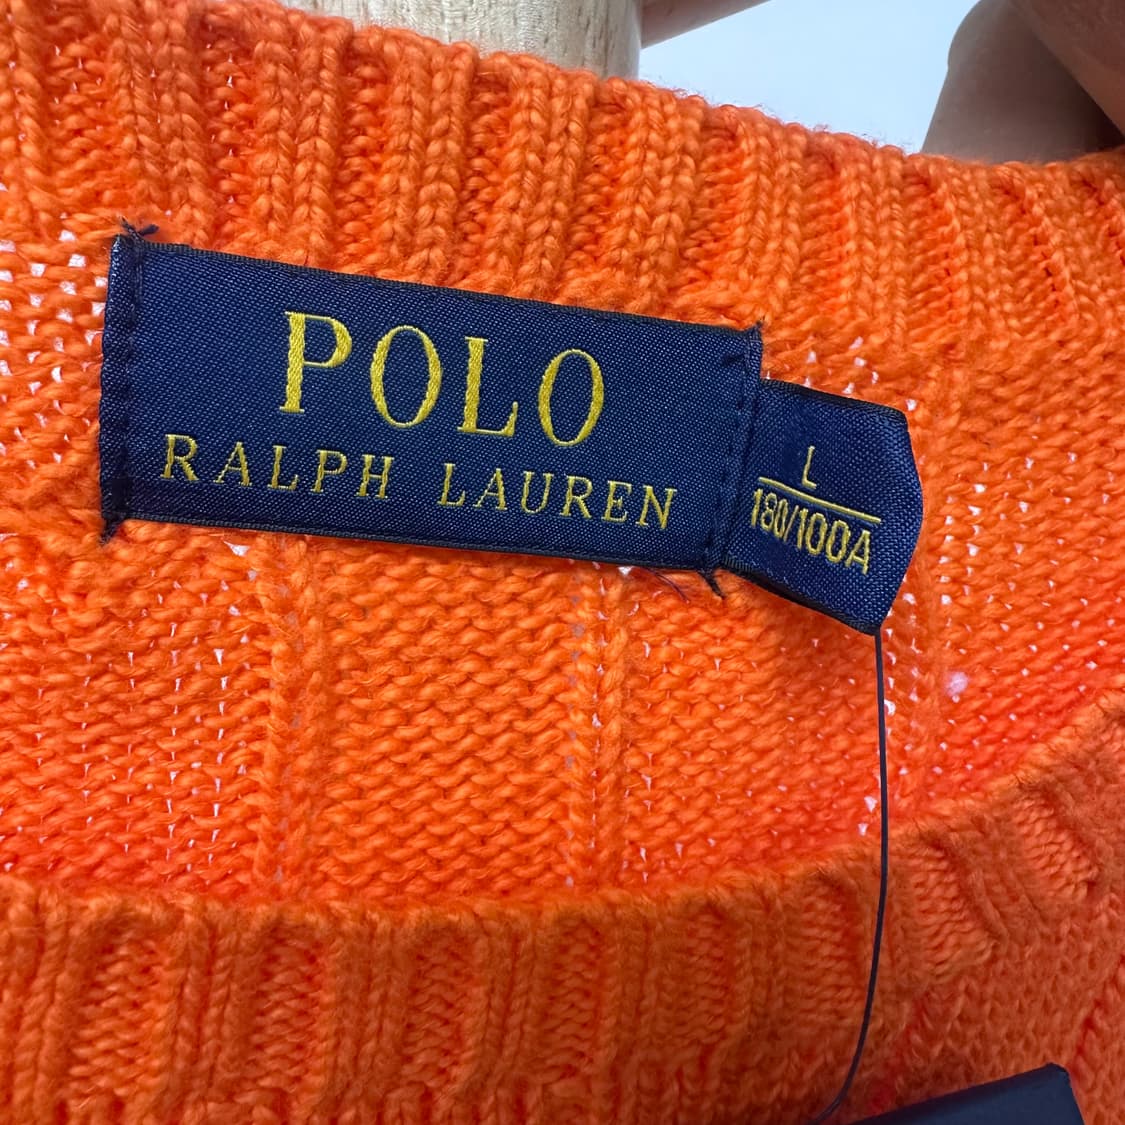 POLO
RALPH LAUREN
L
180/100A